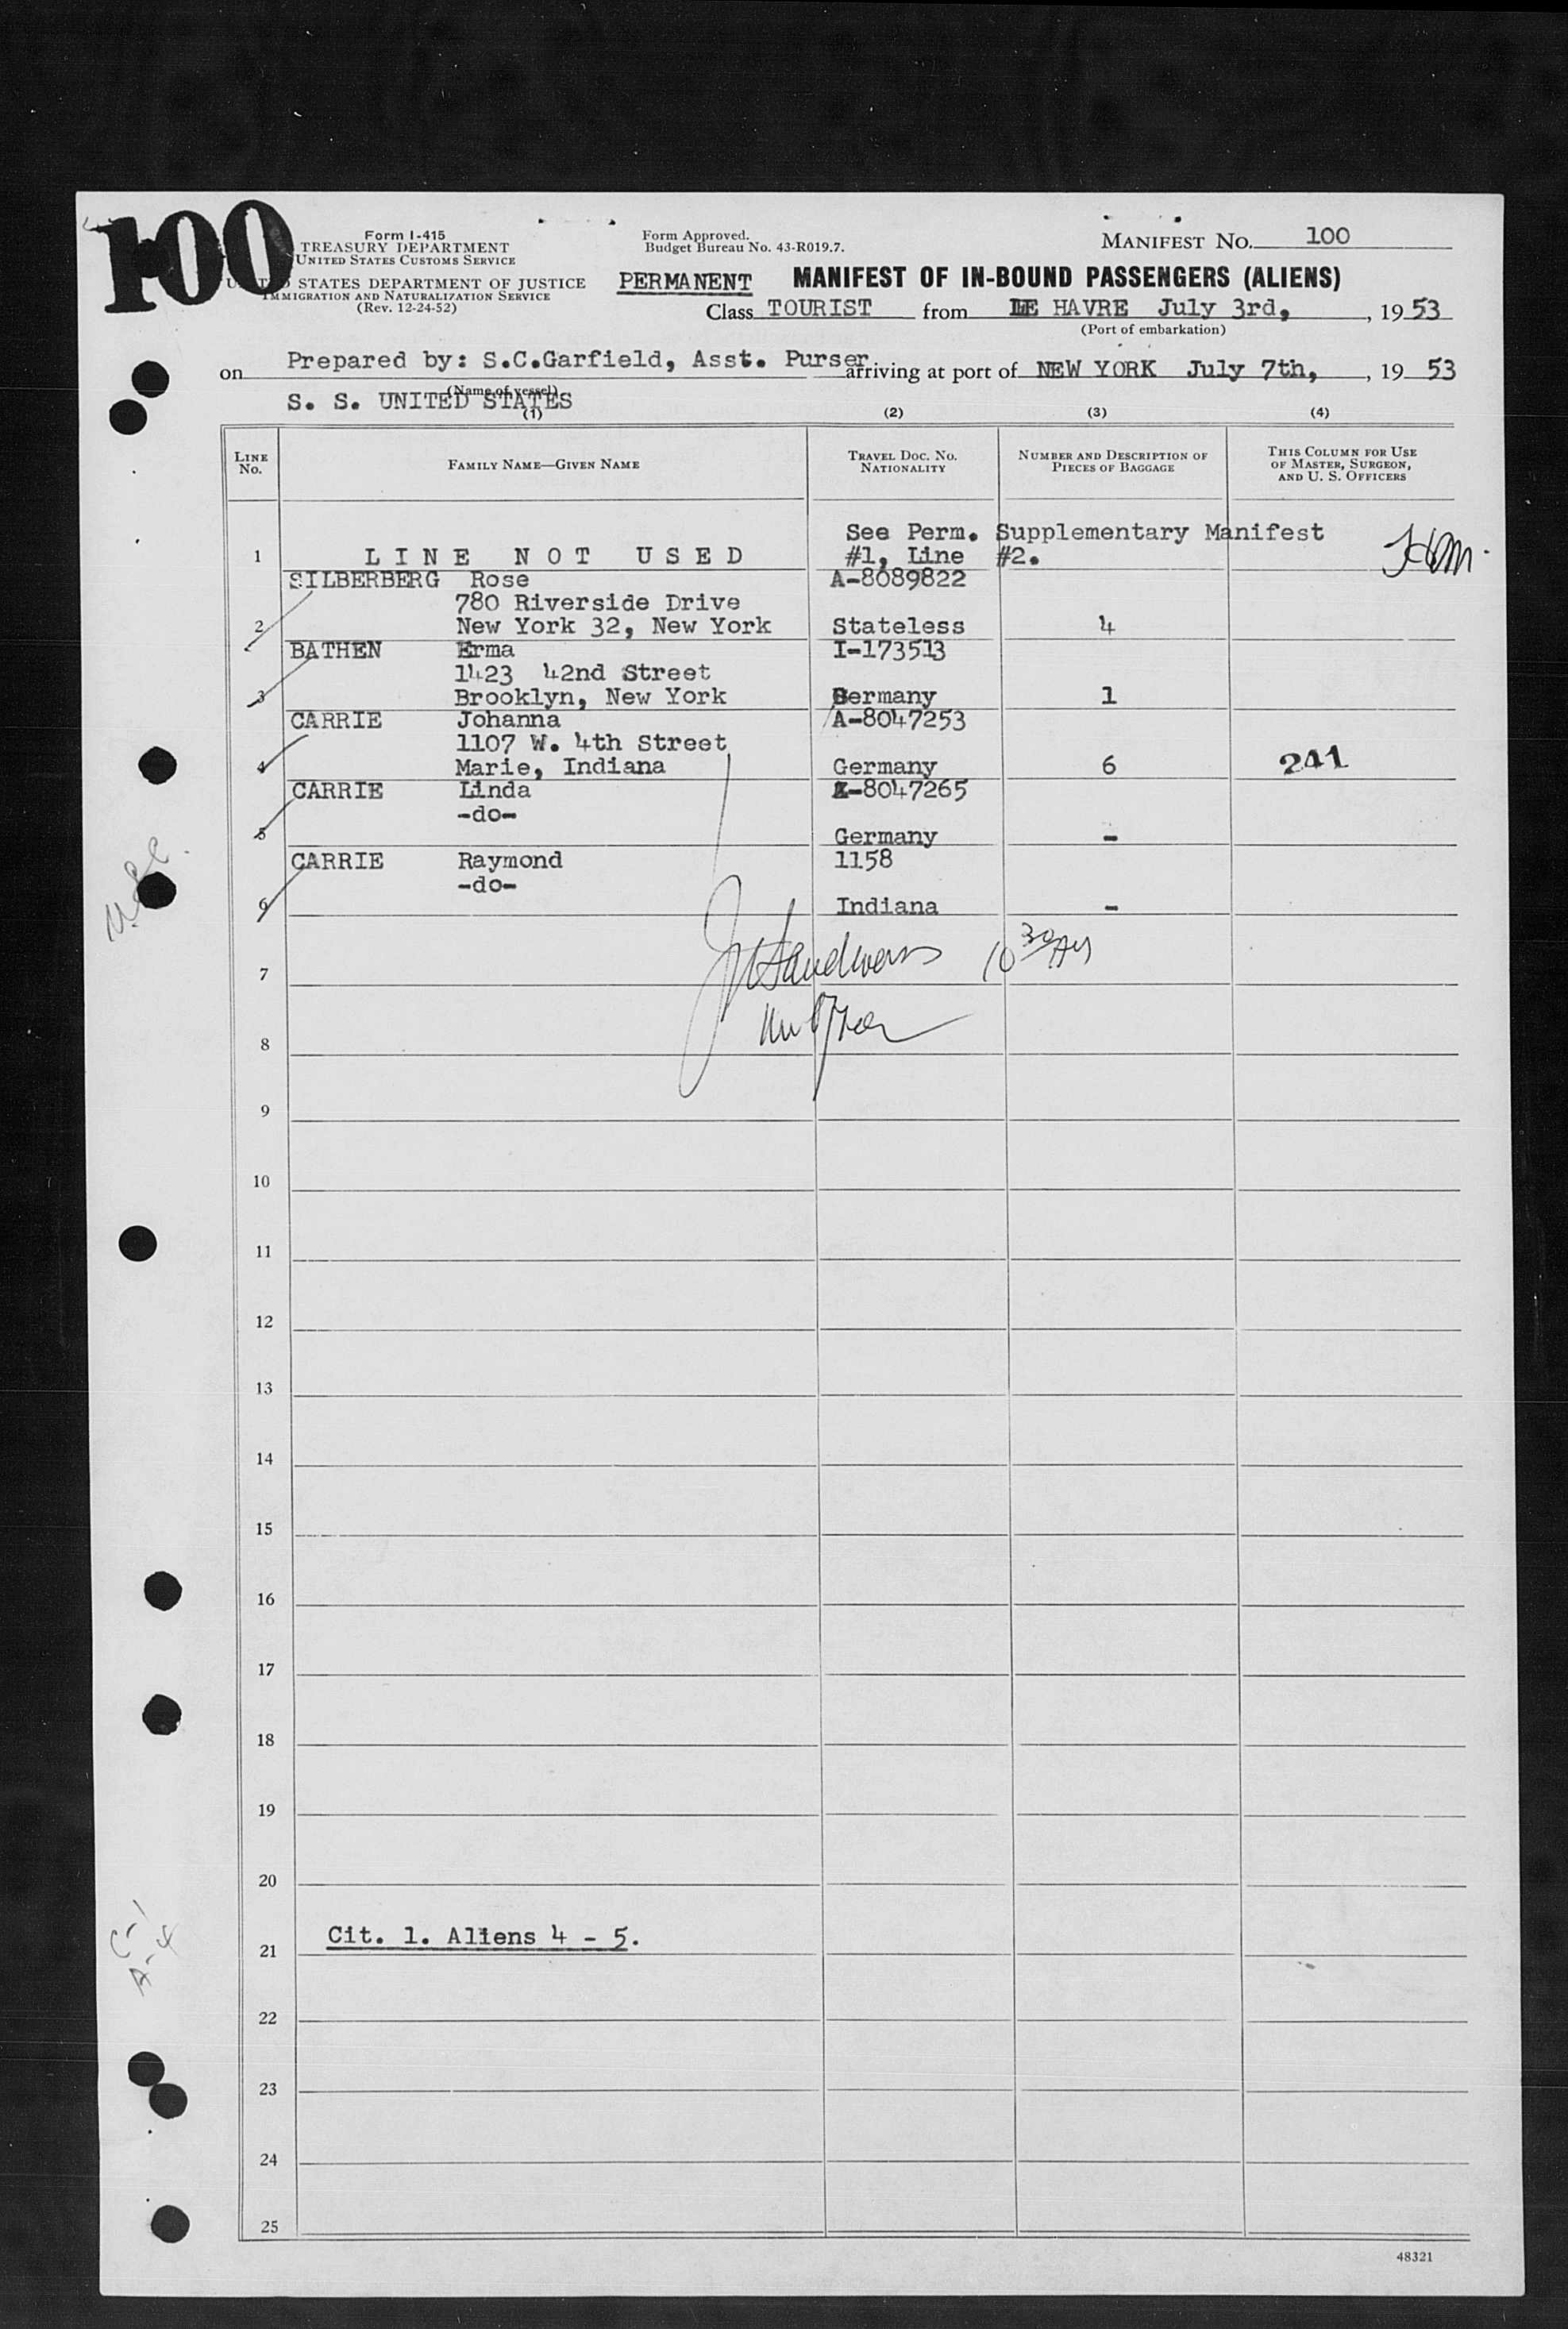 100
Form I-415
TREASURY DEPARTMENT
UNITED STATES CUSTOMS SERVICE
UNITED STATES DEPARTMENT OF JUSTICE
IMMIGRATION AND NATURALIZATION SERVICE
(Rev. 12-24-52)
Form Approved.
Budget Bureau No. 43-R019.7.
MANIFEST NO. 100
PERMANENT MANIFEST OF IN-BOUND PASSENGERS (ALIENS)
Class TOURIST from LE HAVRE July 3rd, , 19 53
(Port of embarkation)
on Prepared by: S.C.Garfield, Asst. Purser arriving at port of NEW YORK July 7th, , 19 53
(Name of vessel)
S. S. UNITED STATES
(1) (2) (3) (4)
LINE No. FAMILY NAME—GIVEN NAME TRAVEL DOC. NO. NATIONALITY NUMBER AND DESCRIPTION OF PIECES OF BAGGAGE THIS COLUMN FOR USE OF MASTER, SURGEON, AND U. S. OFFICERS
See Perm. Supplementary Manifest
1 LINE NOT USED #1, Line #2.
SILBERBERG Rose A-8089822
780 Riverside Drive
2 New York 32, New York Stateless 4
BATHEN Erma I-173513
1423 42nd Street
3 Brooklyn, New York Germany 1
CARRIE Johanna A-8047253
1107 W. 4th Street
4 Marie, Indiana Germany 6 241
CARRIE Linda -8047265
-do-
5 Germany -
CARRIE Raymond 1158
-do-
6 Indiana -
10 30 AM
7
8
9
10
11
12
13
14
15
16
17
18
19
20
C-1
A-4
21 Cit. 1. Aliens 4 - 5.
22
23
24
25
48321